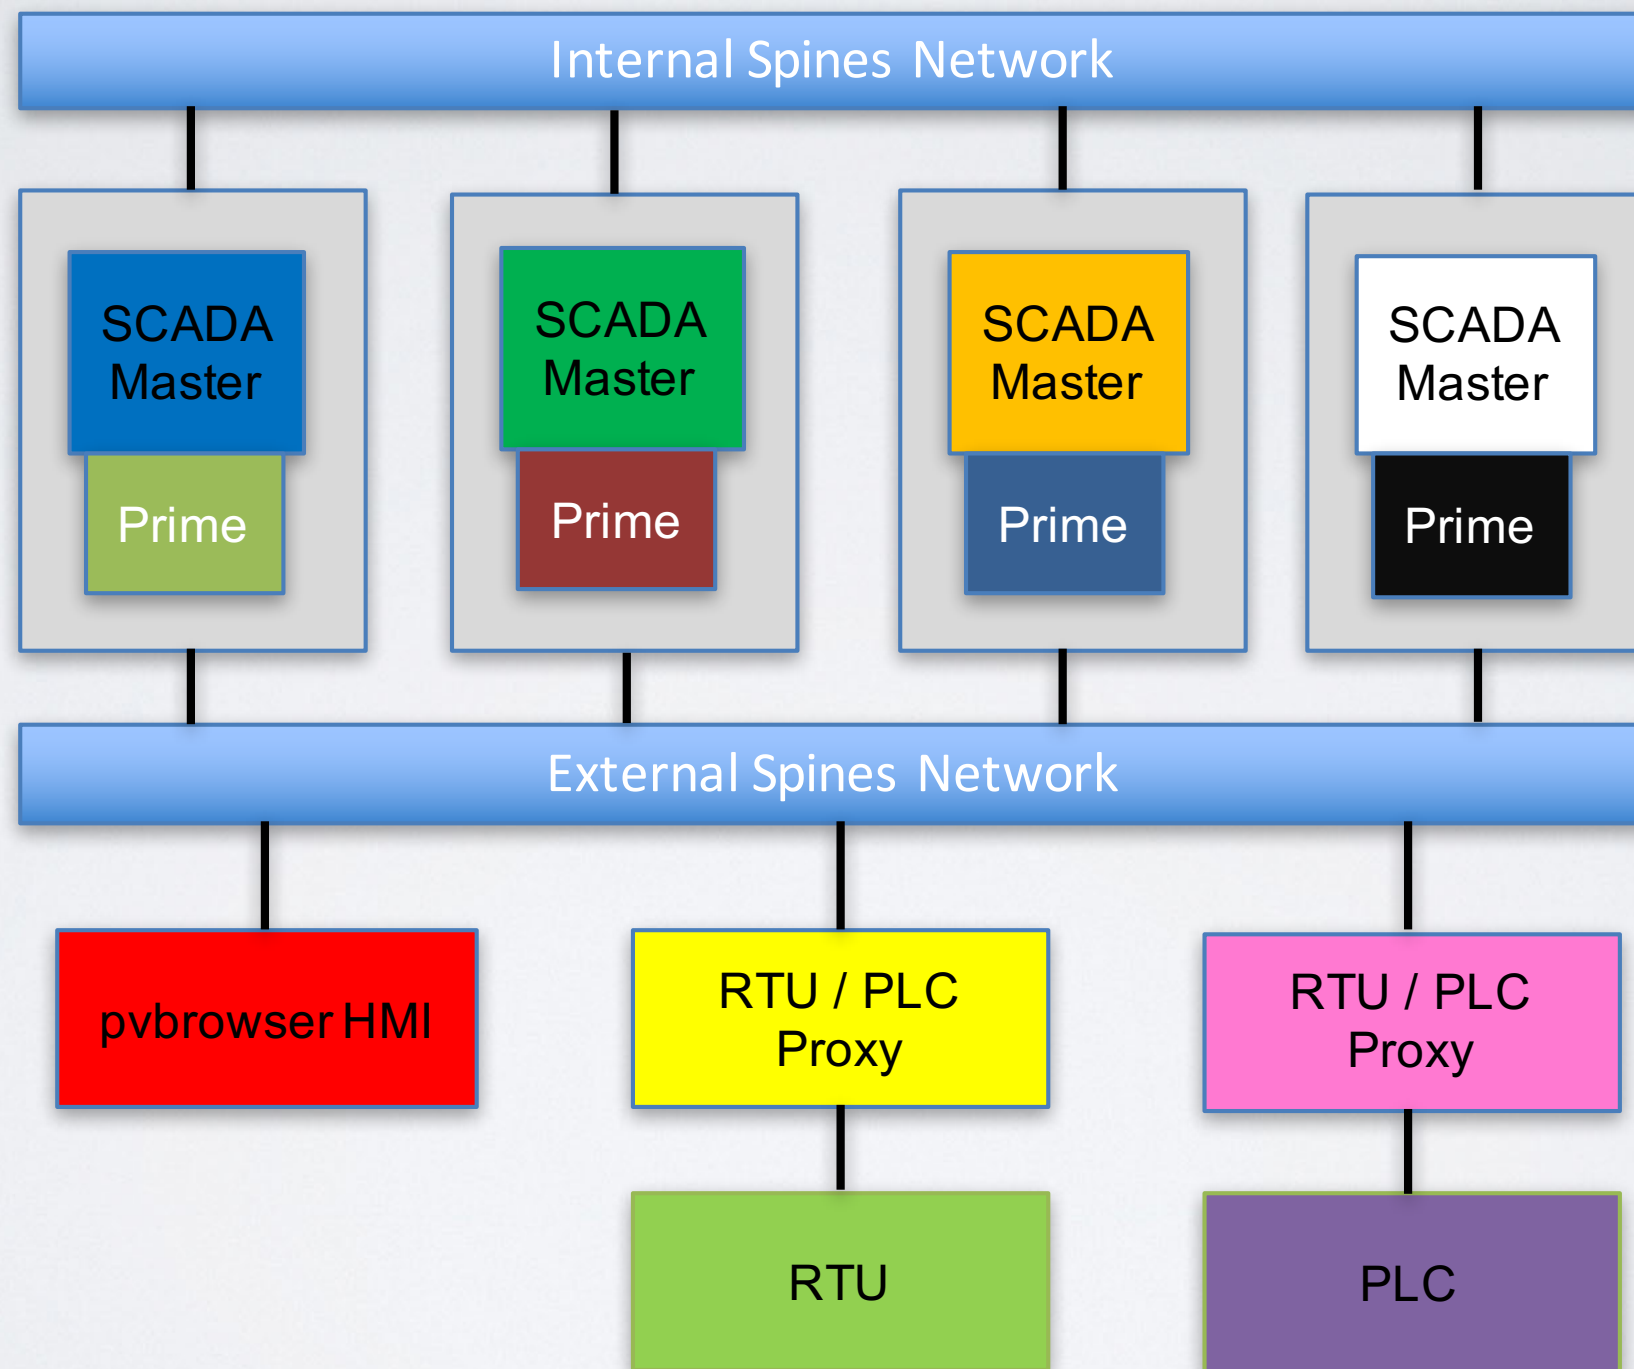 Internal Spines Network
SCADA
Master
Prime
SCADA
Master
Prime
SCADA
Master
Prime
SCADA
Master
Prime
External Spines Network
pvbrowser HMI
RTU / PLC
Proxy
RTU / PLC
Proxy
RTU
PLC